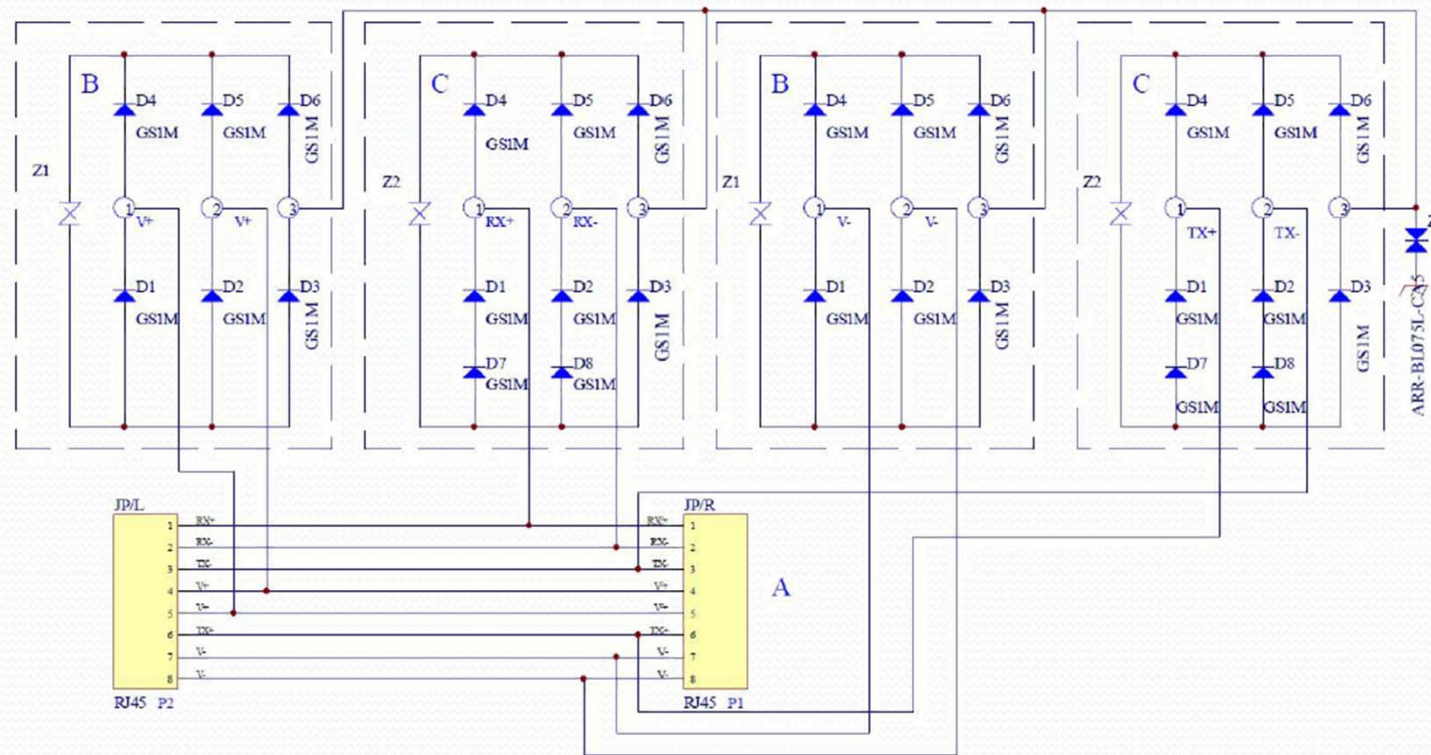 B
D4
GS1M
D5
GS1M
D6
GS1M
Z1
1
V+
2
V+
3
D1
GS1M
D2
GS1M
D3
GS1M
C
D4
GS1M
D5
GS1M
D6
GS1M
Z2
1
RX+
2
RX-
3
D1
GS1M
D2
GS1M
D3
GS1M
D7
GS1M
D8
GS1M
B
D4
GS1M
D5
GS1M
D6
GS1M
Z1
1
V-
2
V-
3
D1
GS1M
D2
GS1M
D3
GS1M
C
D4
GS1M
D5
GS1M
D6
GS1M
Z2
1
TX+
2
TX-
3
D1
GS1M
D2
GS1M
D3
GS1M
D7
GS1M
D8
GS1M
JP/L
1 RX+
2 RX-
3 TX-
4 V+
5 V+
6 TX+
7 V-
8 V-
RJ45 P2
JP/R
RX+ 1
RX- 2
TX- 3
V+ 4
V+ 5
TX+ 6
V- 7
V- 8
RJ45 P1
A